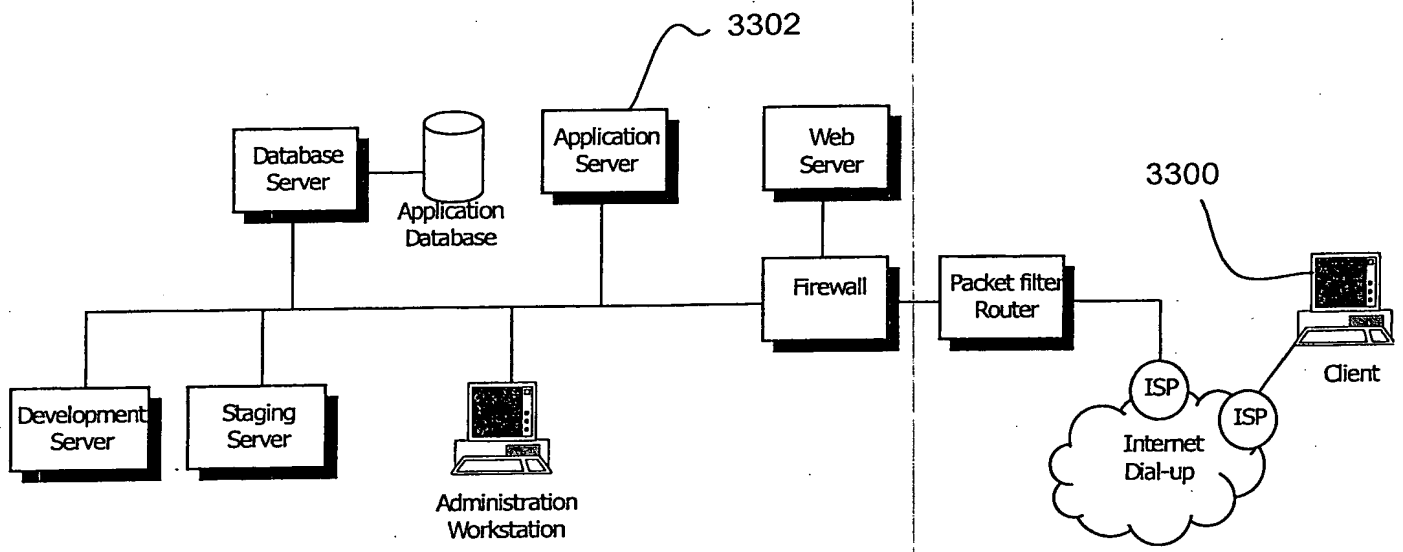 3302
Database
Server
Application
Database
Application
Server
Web
Server
3300
Firewall
Packet filter
Router
Client
Development
Server
Staging
Server
Administration
Workstation
ISP
ISP
Internet
Dial-up